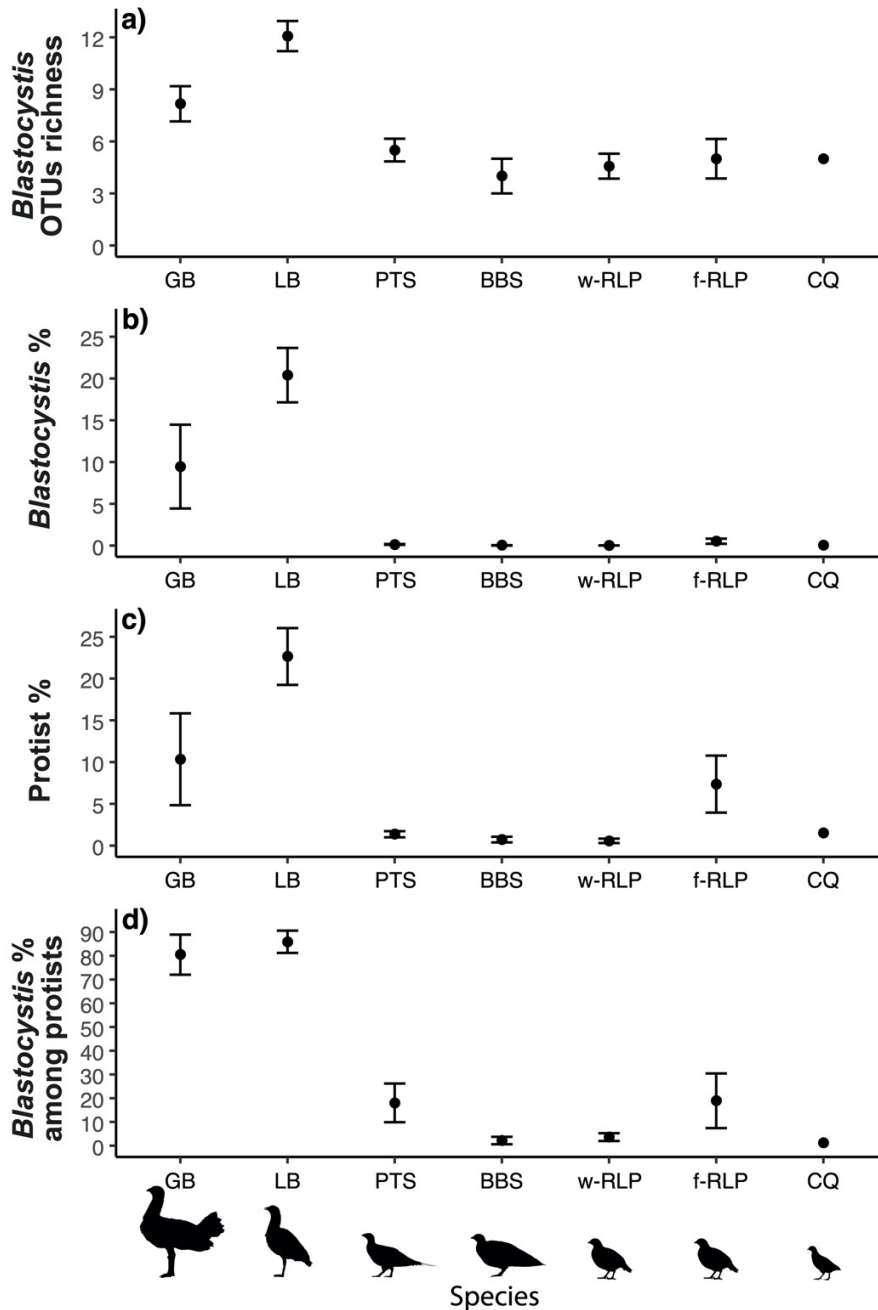 a)
Blastocystis
OTUs richness
12
9
6
3
0
GB LB PTS BBS w-RLP f-RLP CQ
b)
Blastocystis %
25
20
15
10
5
0
GB LB PTS BBS w-RLP f-RLP CQ
c)
Protist %
25
20
15
10
5
0
GB LB PTS BBS w-RLP f-RLP CQ
d)
Blastocystis %
among protists
90
80
70
60
50
40
30
20
10
0
GB LB PTS BBS w-RLP f-RLP CQ
Species